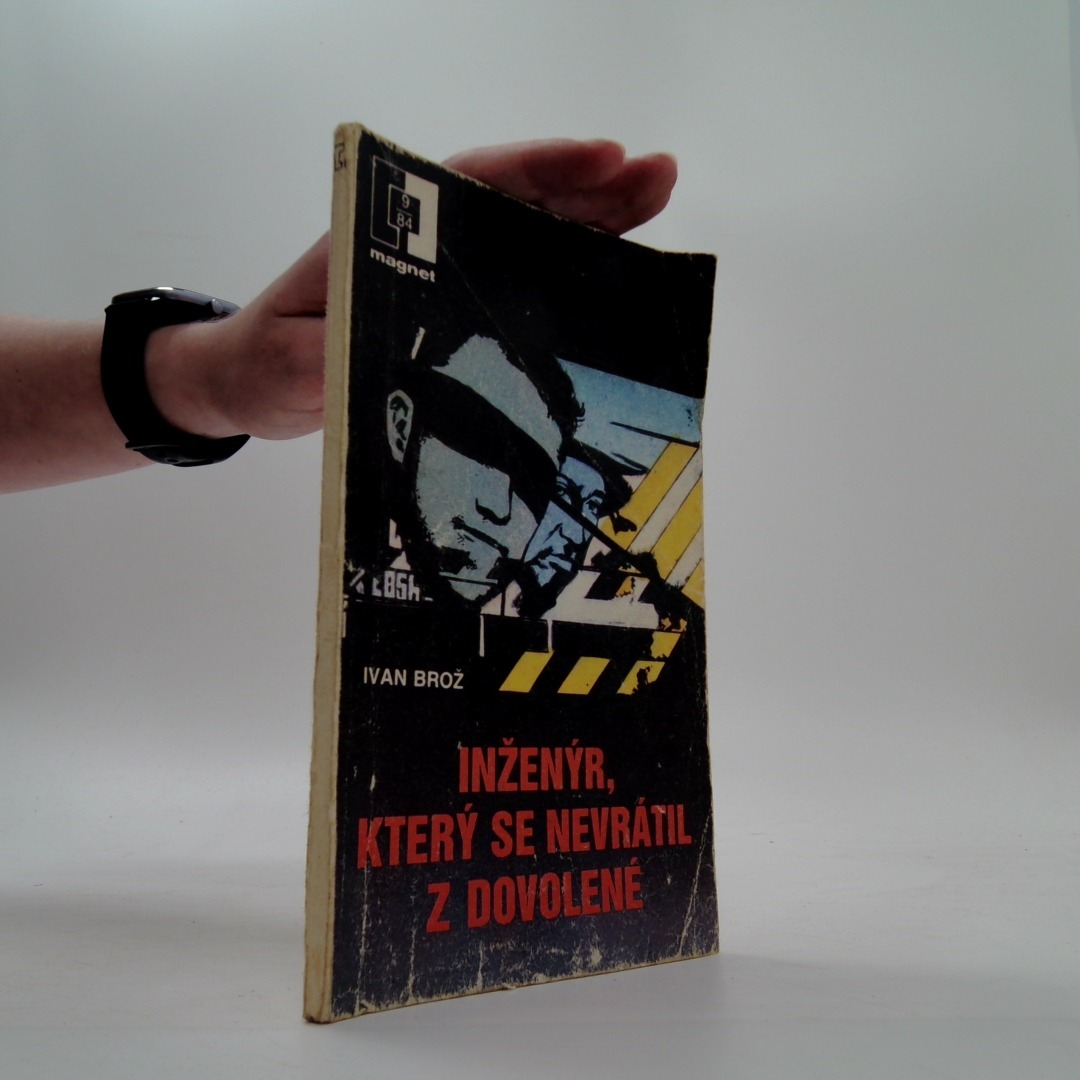 9
84
magnet
IVAN BROŽ
INŽENÝR,
KTERÝ SE NEVRÁTIL
Z DOVOLENÉ